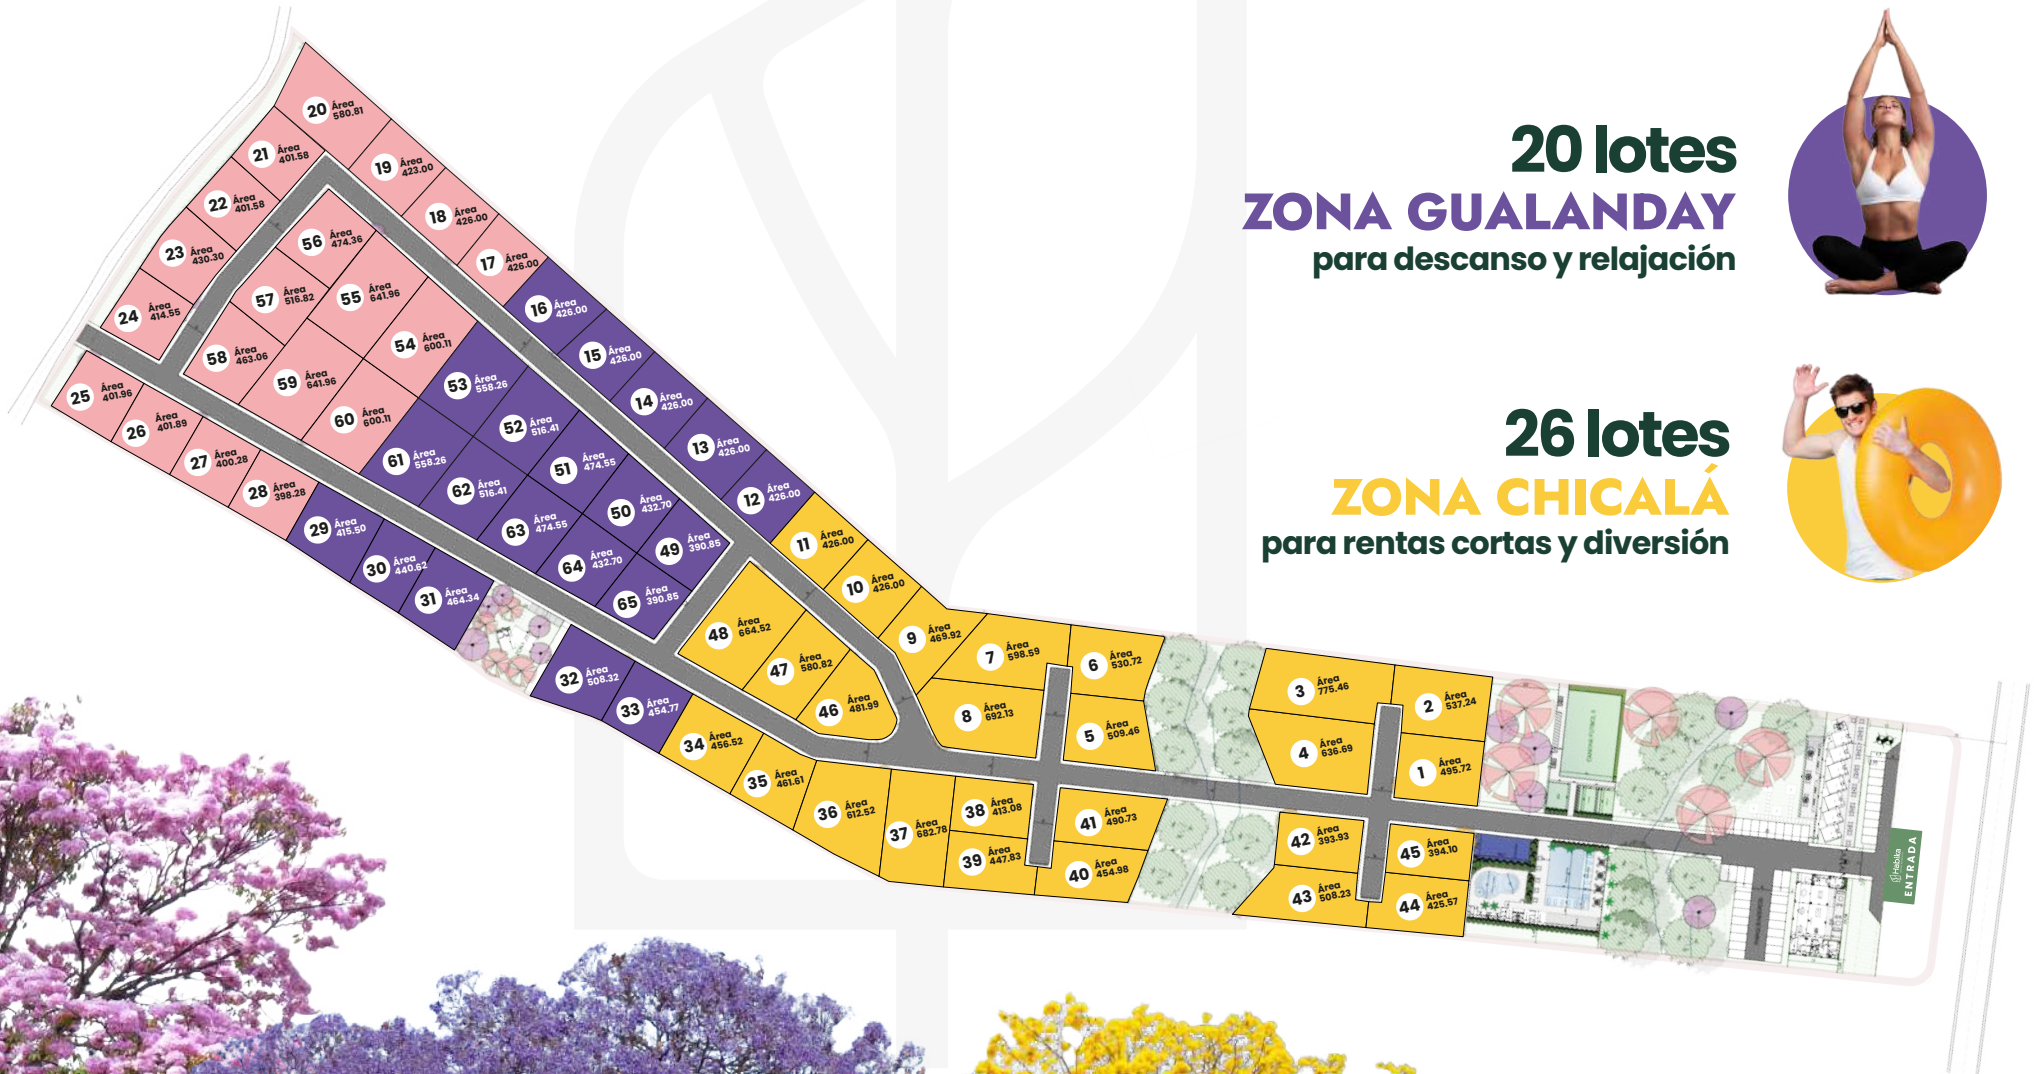 20 lotes
ZONA GUALANDAY
para descanso y relajación
26 lotes
ZONA CHICALÁ
para rentas cortas y diversión
20 Área 580.81
21 Área 401.58
19 Área 423.00
22 Área 401.58
18 Área 426.00
23 Área 430.30
56 Área 474.36
17 Área 426.00
24 Área 414.55
57 Área 516.82
55 Área 641.96
16 Área 426.00
58 Área 463.06
54 Área 600.11
15 Área 426.00
25 Área 401.96
59 Área 641.96
53 Área 558.26
14 Área 426.00
26 Área 401.89
60 Área 600.11
52 Área 516.41
13 Área 426.00
27 Área 400.28
61 Área 558.26
51 Área 474.55
12 Área 426.00
28 Área 398.28
62 Área 516.41
50 Área 432.70
29 Área 415.50
63 Área 474.55
49 Área 390.85
11 Área 426.00
30 Área 440.62
64 Área 432.70
10 Área 426.00
31 Área 464.34
65 Área 390.85
48 Área 664.52
9 Área 469.92
47 Área 580.82
7 Área 598.59
6 Área 530.72
32 Área 508.32
33 Área 454.77
46 Área 481.99
8 Área 692.13
5 Área 509.46
3 Área 775.46
2 Área 537.24
4 Área 636.69
1 Área 495.72
34 Área 456.52
35 Área 461.61
36 Área 612.52
37 Área 682.78
38 Área 413.08
39 Área 447.83
41 Área 490.73
40 Área 454.98
42 Área 393.93
45 Área 394.10
43 Área 508.23
44 Área 425.57
Habika
ENTRADA